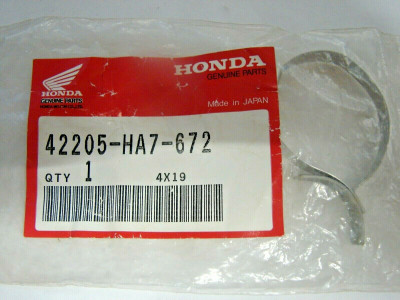 HONDA
GENUINE PARTS
HONDA
GENUINE PARTS
Made in JAPAN
42205-HA7-672
QTY 1 4X19